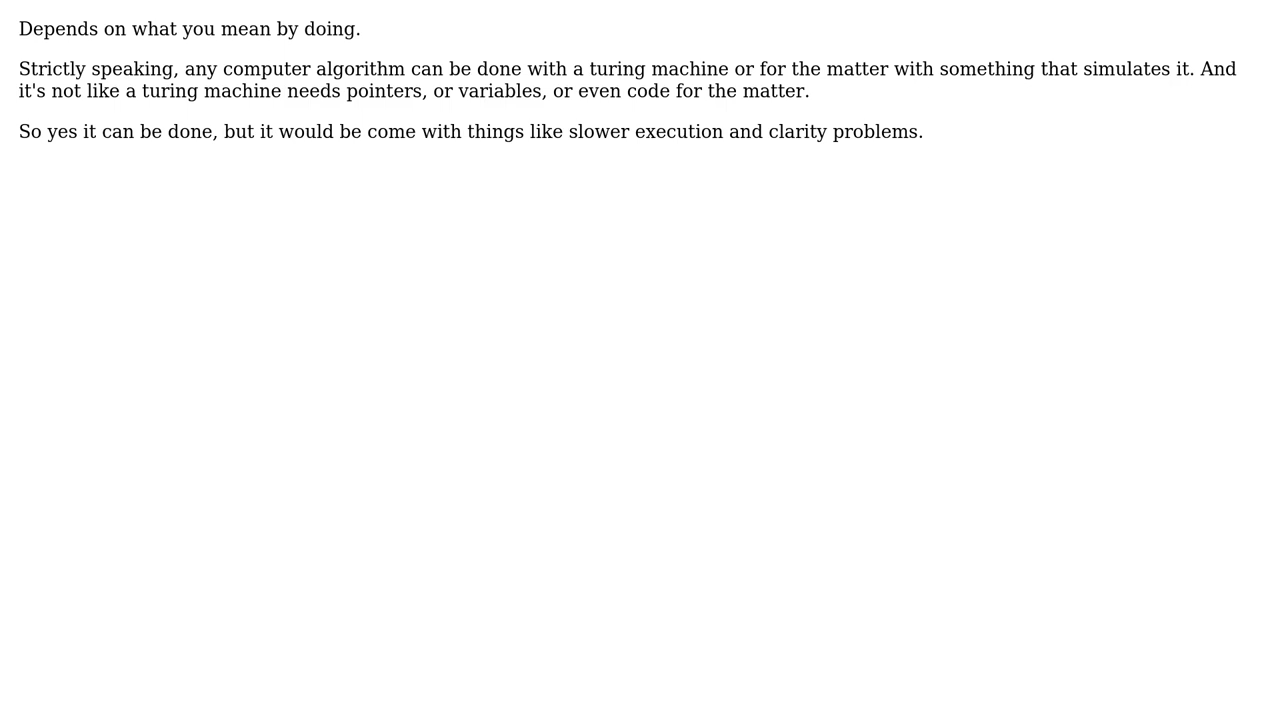 Depends on what you mean by doing.
Strictly speaking, any computer algorithm can be done with a turing machine or for the matter with something that simulates it. And
it's not like a turing machine needs pointers, or variables, or even code for the matter.
So yes it can be done, but it would be come with things like slower execution and clarity problems.